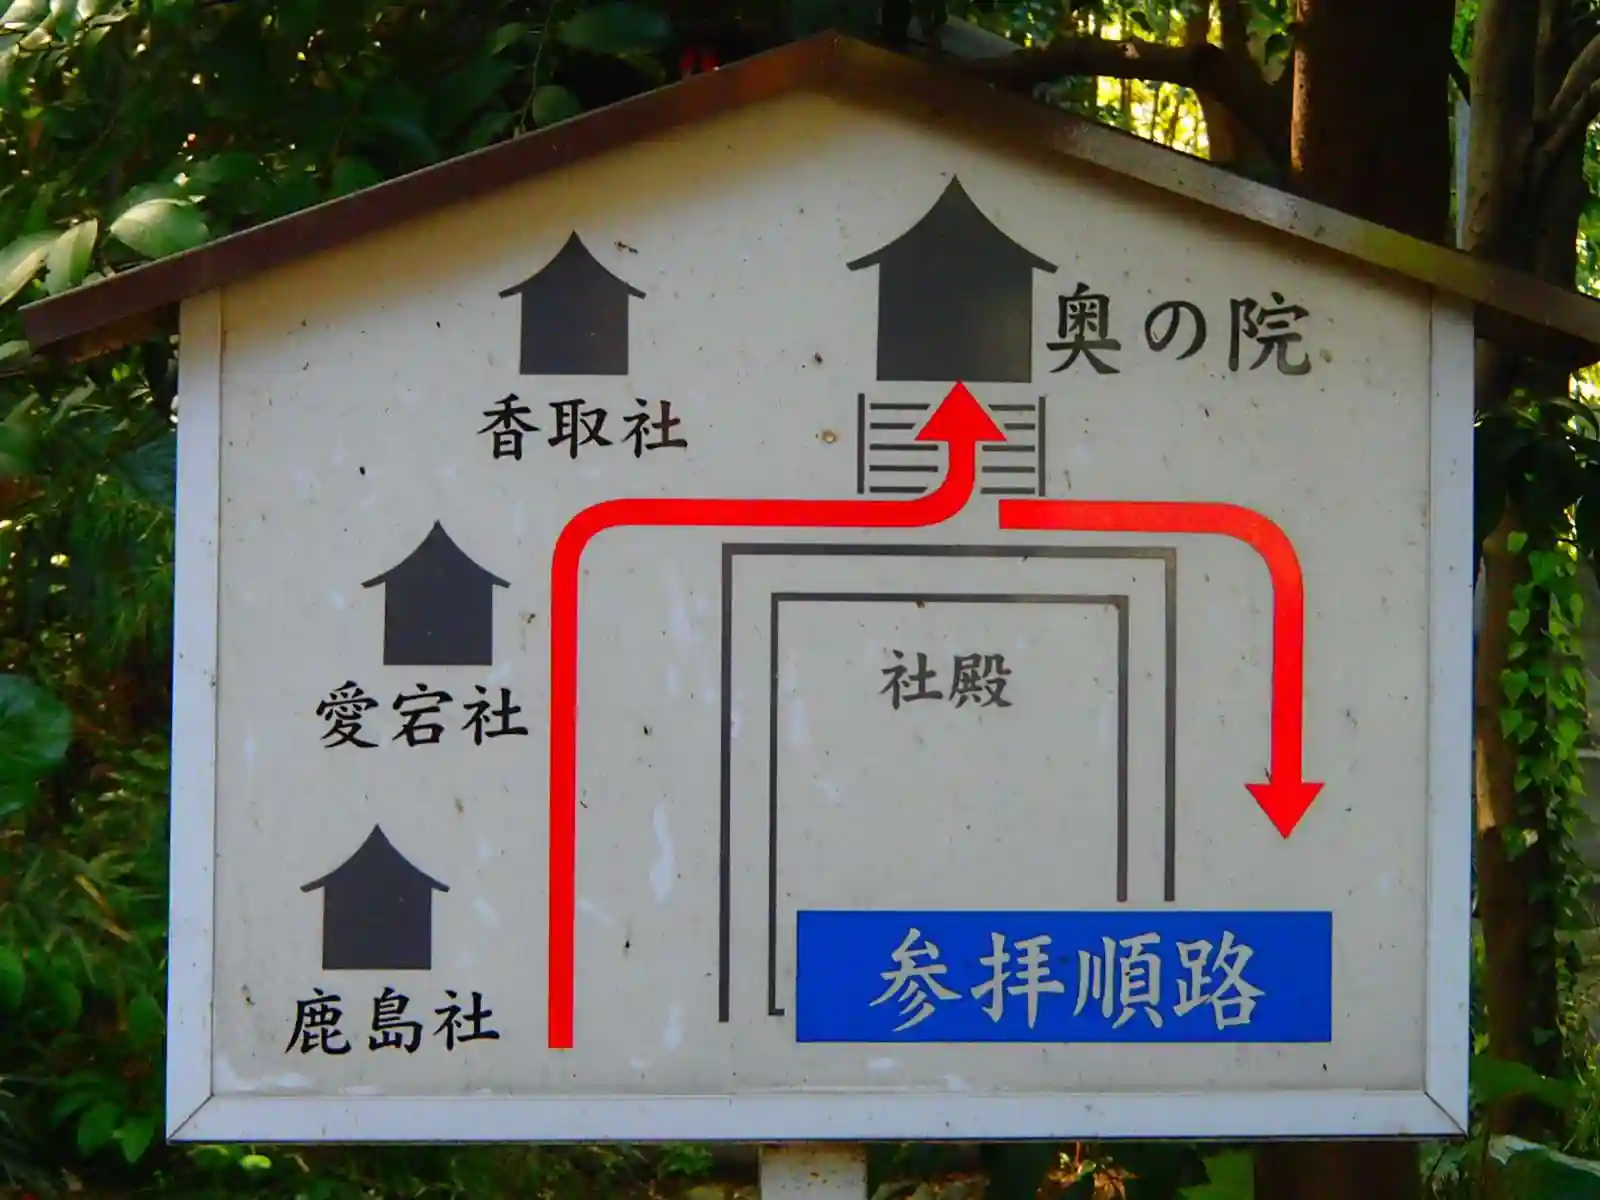 奥の院
香取社
社殿
愛宕社
鹿島社
参拝順路